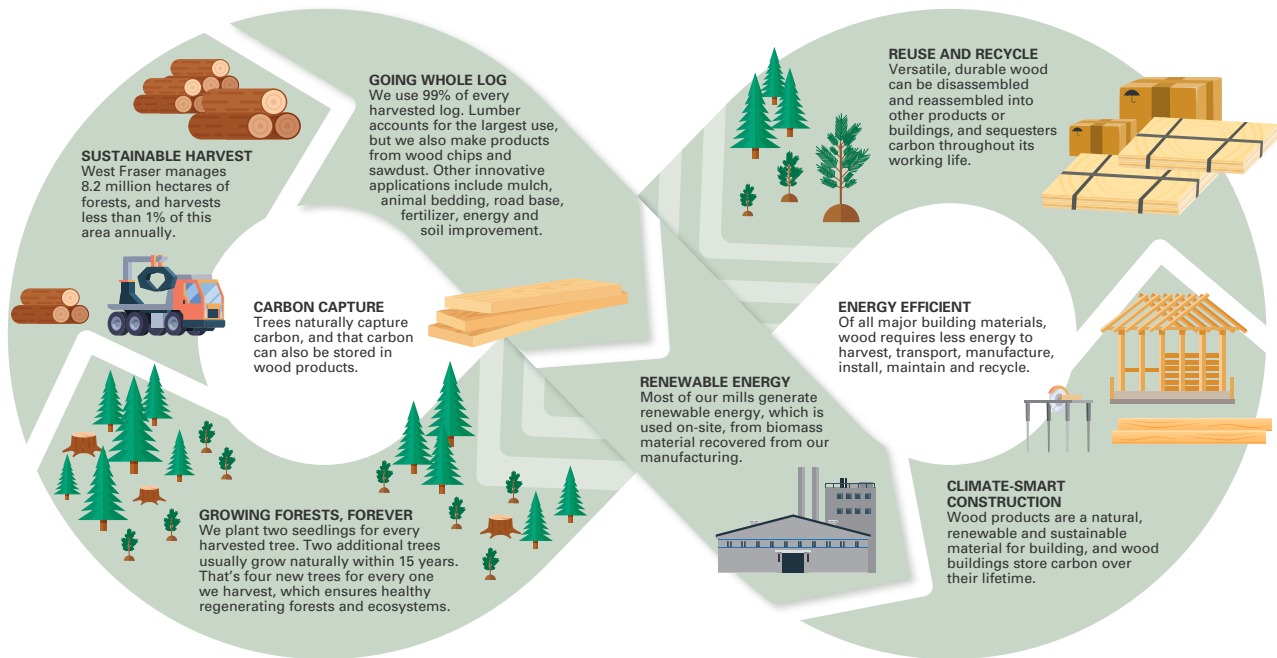 SUSTAINABLE HARVEST
West Fraser manages
8.2 million hectares of
forests, and harvests
less than 1% of this
area annually.
GOING WHOLE LOG
We use 99% of every
harvested log. Lumber
accounts for the largest use,
but we also make products
from wood chips and
sawdust. Other innovative
applications include mulch,
animal bedding, road base,
fertilizer, energy and
soil improvement.
CARBON CAPTURE
Trees naturally capture
carbon, and that carbon
can also be stored in
wood products.
GROWING FORESTS, FOREVER
We plant two seedlings for every
harvested tree. Two additional trees
usually grow naturally within 15 years.
That’s four new trees for every one
we harvest, which ensures healthy
regenerating forests and ecosystems.
RENEWABLE ENERGY
Most of our mills generate
renewable energy, which is
used on-site, from biomass
material recovered from our
manufacturing.
REUSE AND RECYCLE
Versatile, durable wood
can be disassembled
and reassembled into
other products or
buildings, and sequesters
carbon throughout its
working life.
ENERGY EFFICIENT
Of all major building materials,
wood requires less energy to
harvest, transport, manufacture,
install, maintain and recycle.
CLIMATE-SMART
CONSTRUCTION
Wood products are a natural,
renewable and sustainable
material for building, and wood
buildings store carbon over
their lifetime.